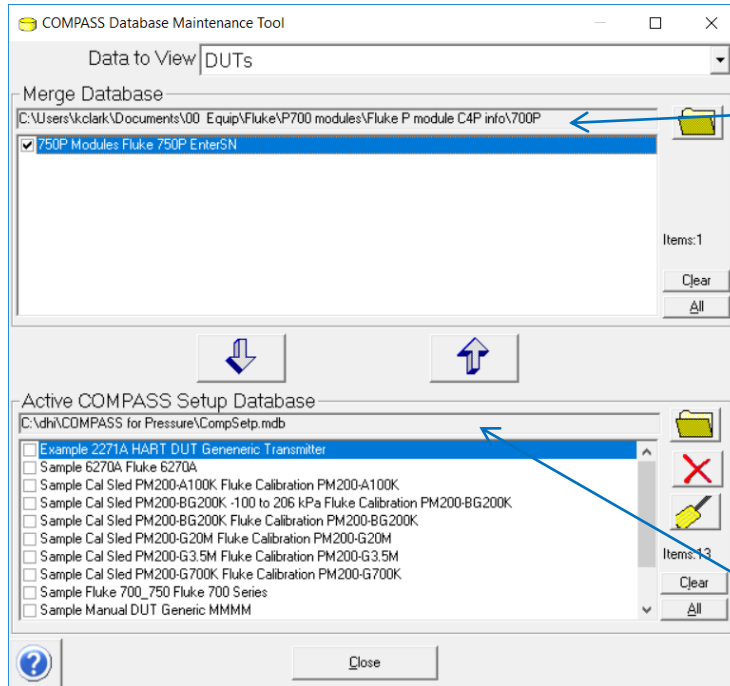 COMPASS Database Maintenance Tool
Data to View DUTs
Merge Database
C:\Users\kclark\Documents\00 Equip\Fluke\P700 modules\Fluke P module C4P info\700P
750P Modules Fluke 750P EnterSN
Items:1
Clear
All
Active COMPASS Setup Database
C:\dhi\COMPASS for Pressure\CompSetp.mdb
Example 2271A HART DUT Geneneric Transmitter
Sample 6270A Fluke 6270A
Sample Cal Sled PM200-A100K Fluke Calibration PM200-A100K
Sample Cal Sled PM200-BG200K -100 to 206 kPa Fluke Calibration PM200-BG200K
Sample Cal Sled PM200-BG200K Fluke Calibration PM200-BG200K
Sample Cal Sled PM200-G20M Fluke Calibration PM200-G20M
Sample Cal Sled PM200-G3.5M Fluke Calibration PM200-G3.5M
Sample Cal Sled PM200-G700K Fluke Calibration PM200-G700K
Sample Fluke 700_750 Fluke 700 Series
Sample Manual DUT Generic MMMM
Items:13
Clear
All
Close